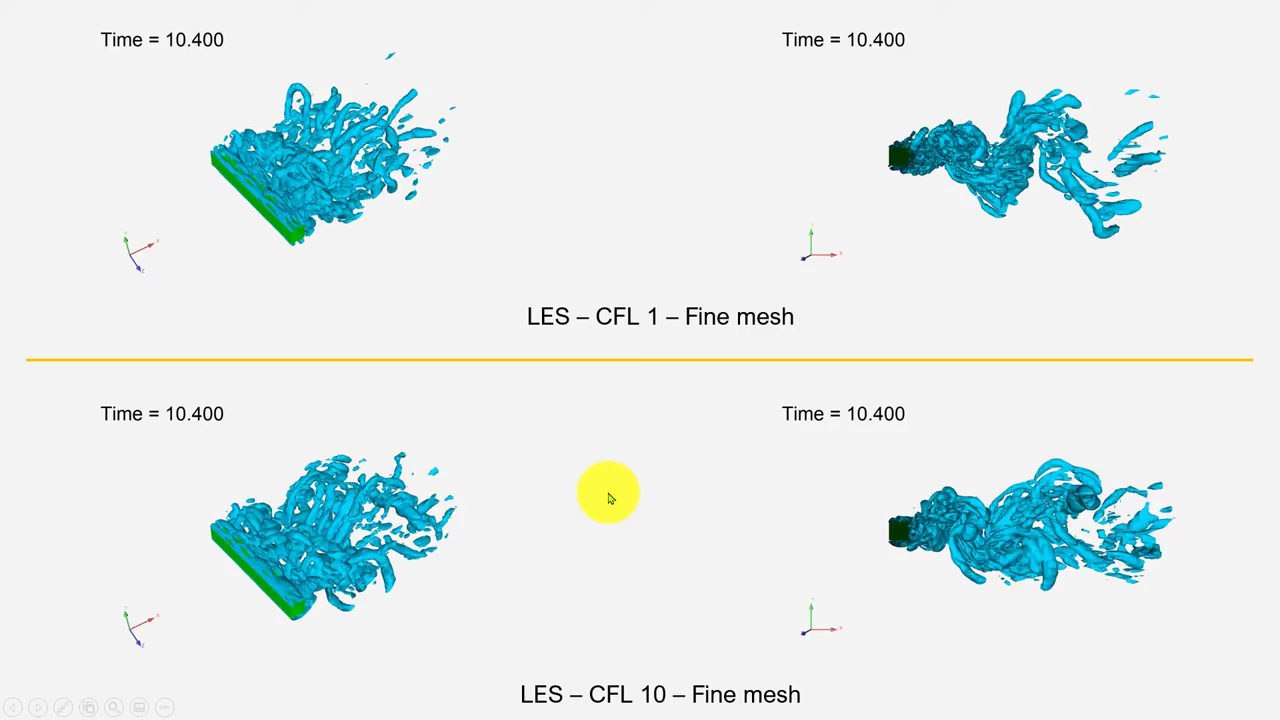 Time = 10.400
Time = 10.400
LES – CFL 1 – Fine mesh
Time = 10.400
Time = 10.400
LES – CFL 10 – Fine mesh